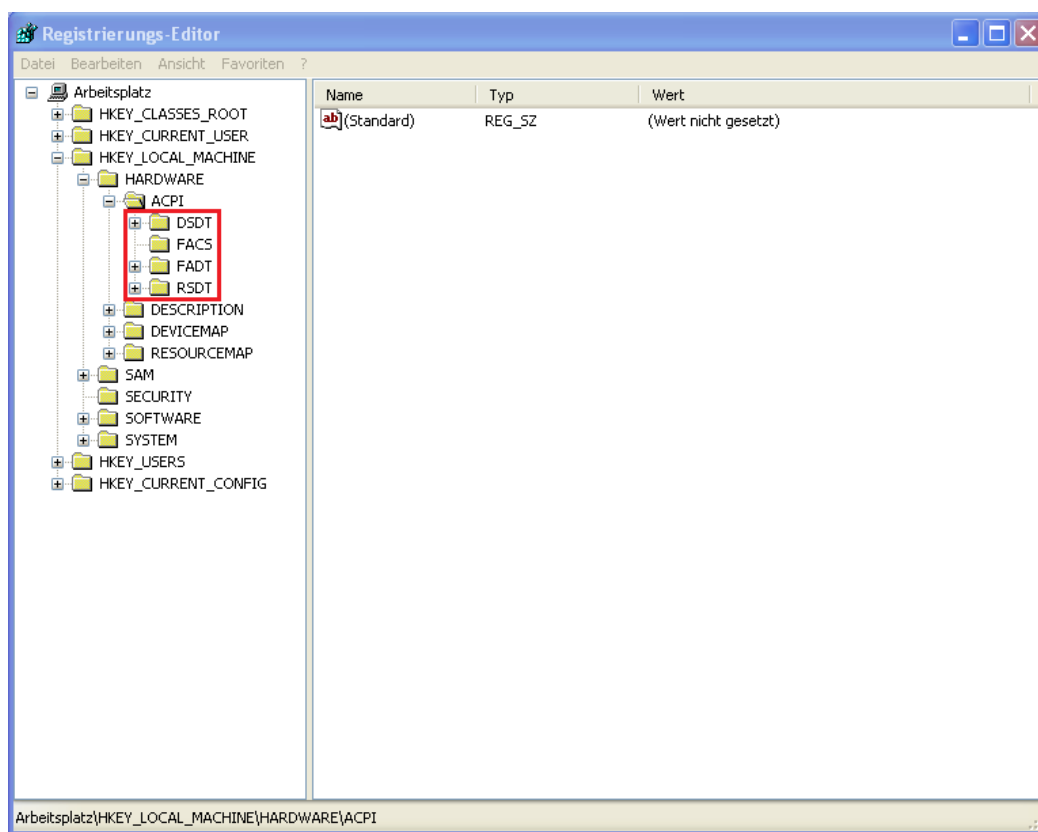 Registrierungs-Editor
Datei Bearbeiten Ansicht Favoriten ?
Arbeitsplatz
HKEY_CLASSES_ROOT
HKEY_CURRENT_USER
HKEY_LOCAL_MACHINE
HARDWARE
ACPI
DSDT
FACS
FADT
RSDT
DESCRIPTION
DEVICEMAP
RESOURCEMAP
SAM
SECURITY
SOFTWARE
SYSTEM
HKEY_USERS
HKEY_CURRENT_CONFIG
Name Typ Wert
ab (Standard) REG_SZ (Wert nicht gesetzt)
Arbeitsplatz\HKEY_LOCAL_MACHINE\HARDWARE\ACPI